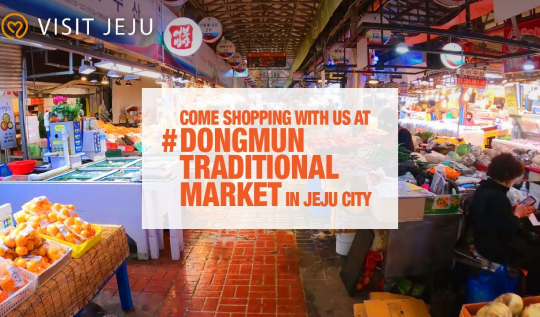 VISIT JEJU
COME SHOPPING WITH US AT
#DONGMUN
TRADITIONAL
MARKET IN JEJU CITY